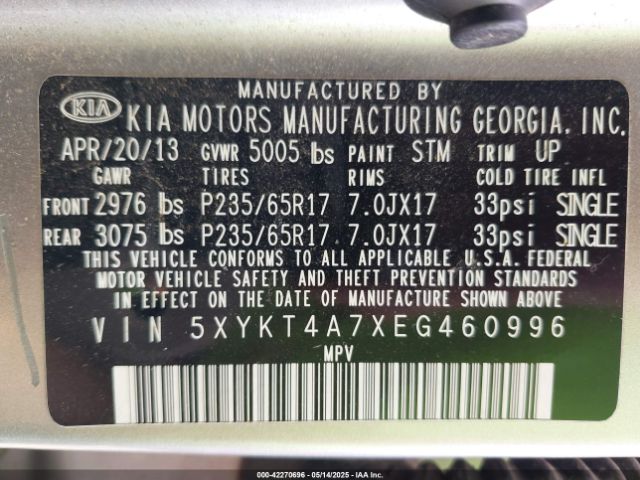 MANUFACTURED BY
KIA KIA MOTORS MANUFACTURING GEORGIA, INC.
APR/20/13 GVWR 5005 lbs PAINT STM TRIM UP
GAWR TIRES RIMS COLD TIRE INFL
FRONT 2976 lbs P235/65R17 7.0JX17 33psi SINGLE
REAR 3075 lbs P235/65R17 7.0JX17 33psi SINGLE
THIS VEHICLE CONFORMS TO ALL APPLICABLE U.S.A. FEDERAL
MOTOR VEHICLE SAFETY AND THEFT PREVENTION STANDARDS
IN EFFECT ON THE DATE OF MANUFACTURE SHOWN ABOVE
VIN 5XYKT4A7XEG460996
MPV
000-42270696 - 05/14/2025 - IAA Inc.